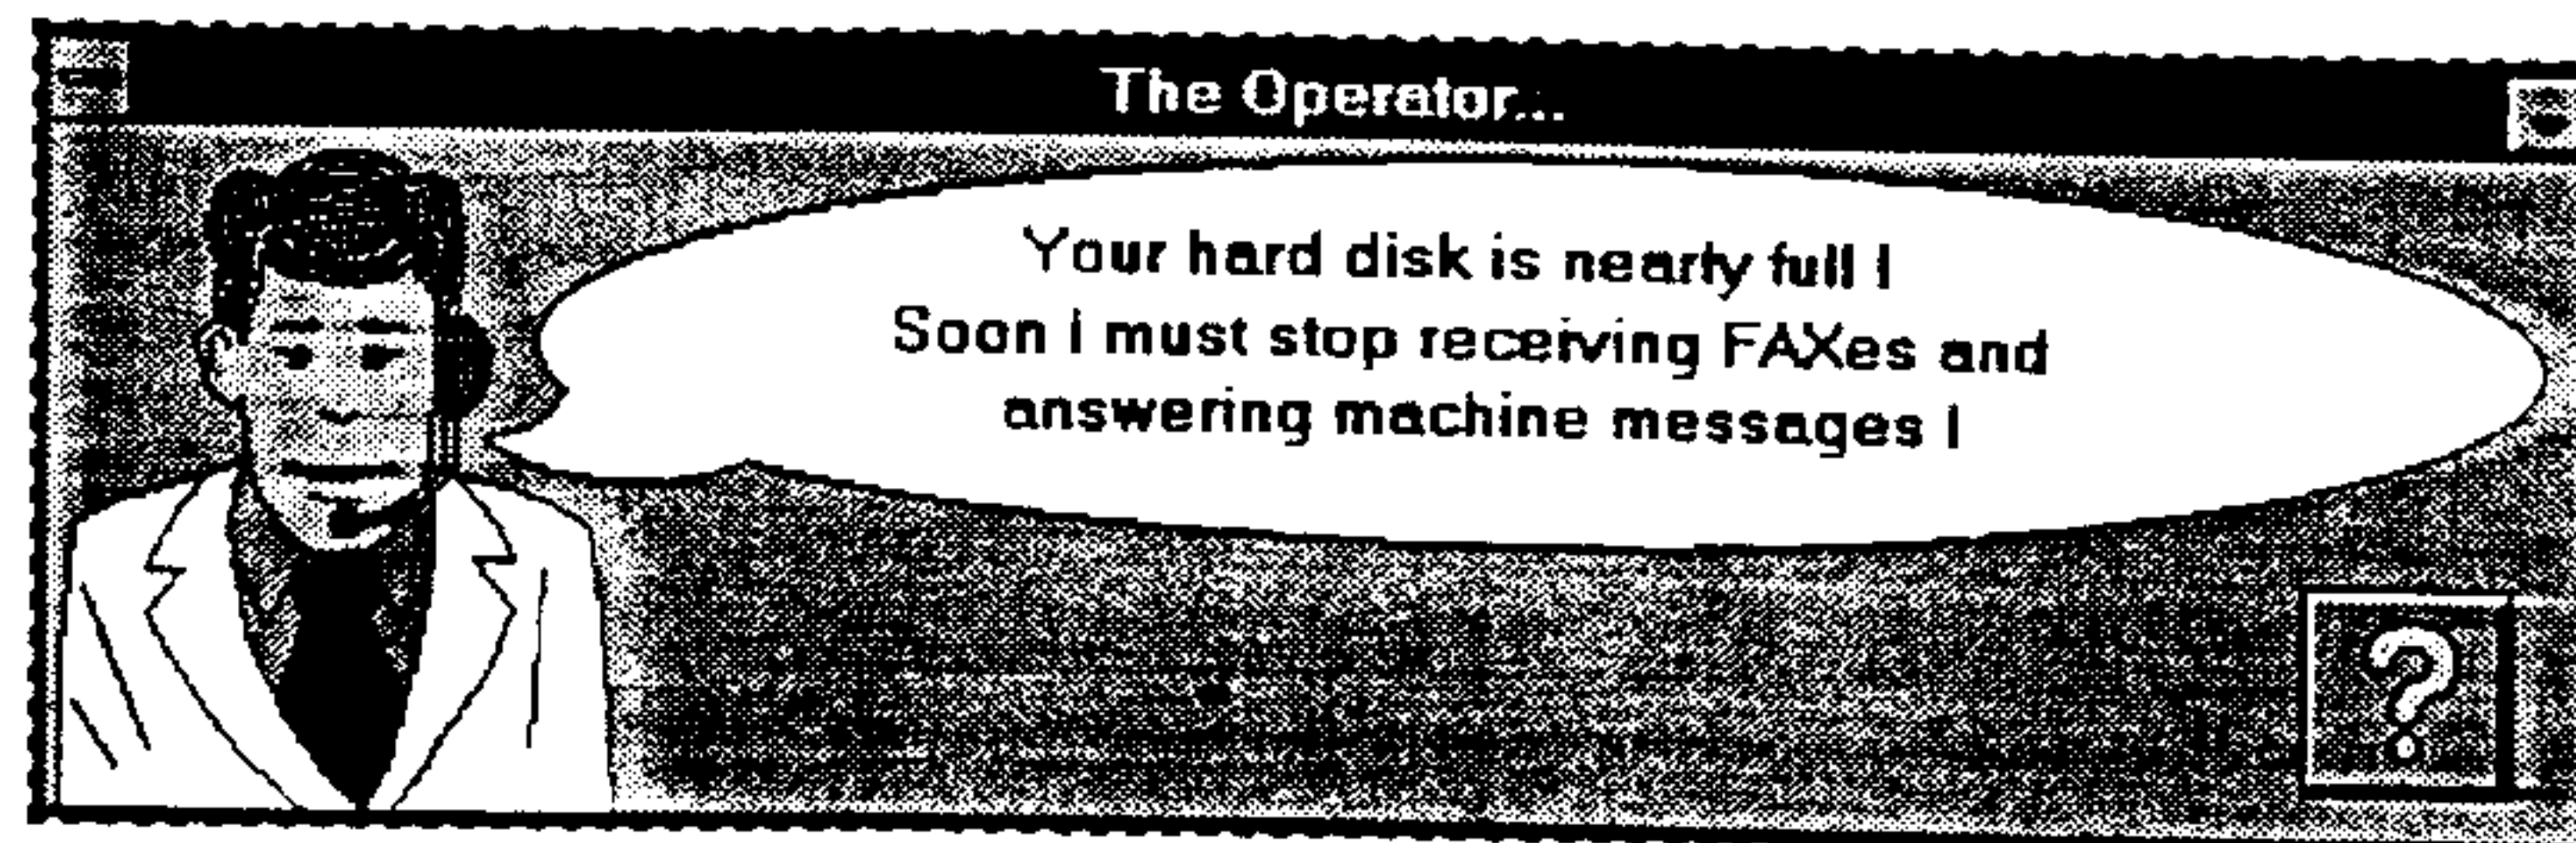 The Operator...
Your hard disk is nearly full !
Soon I must stop receiving FAXes and
answering machine messages !
?